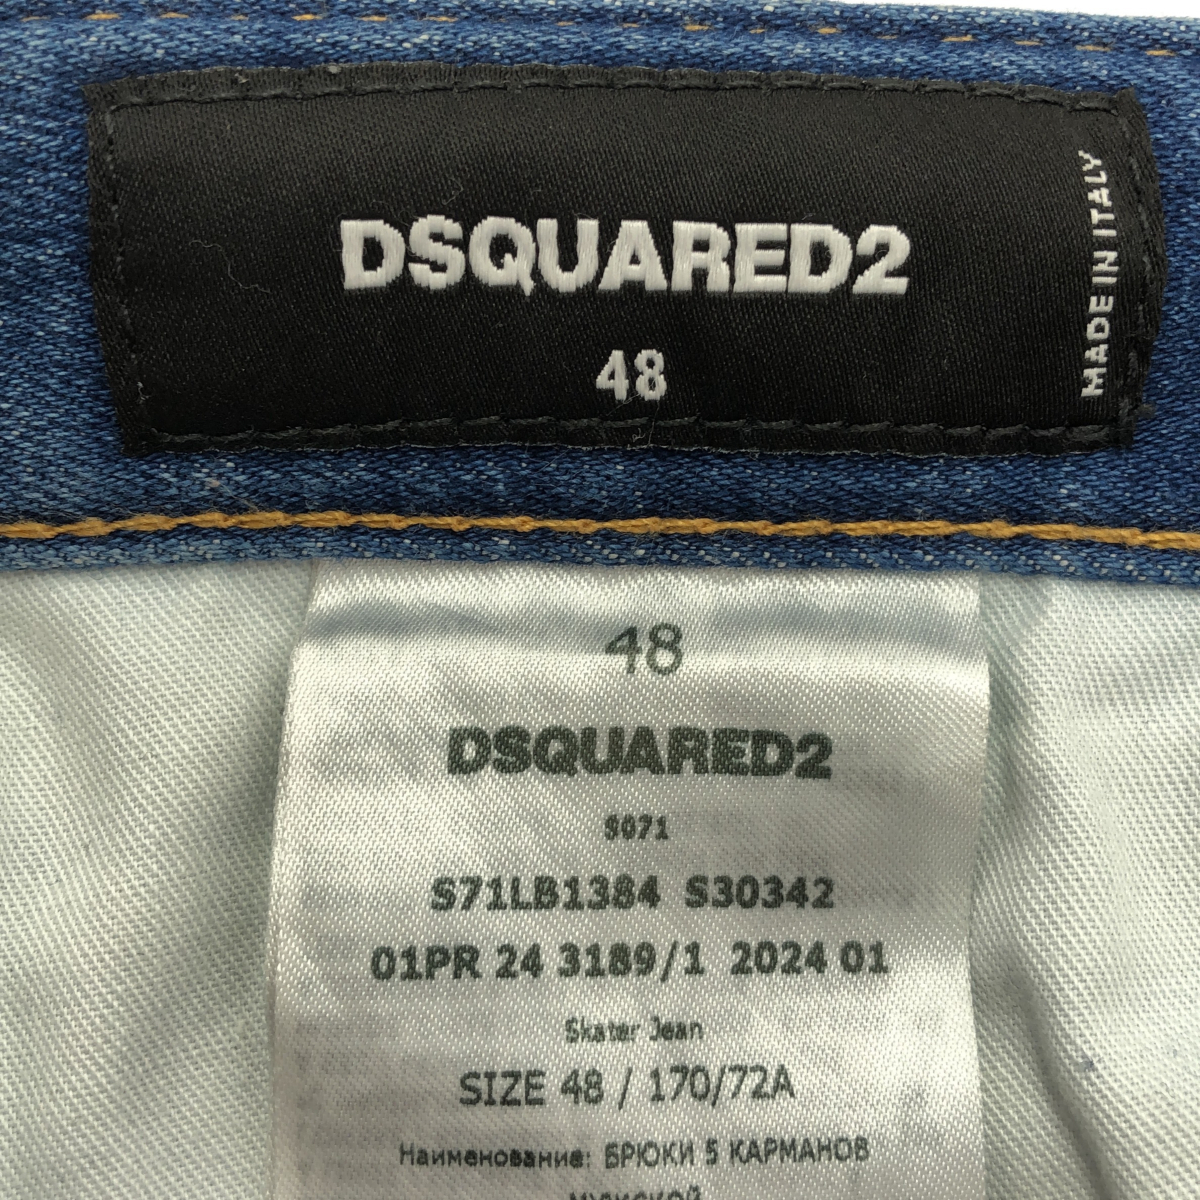 DSQUARED2
48
MADE IN ITALY
48
DSQUARED2
S071
S71LB1384 S30342
01PR 24 3189/1 2024 01
Skater Jean
SIZE 48 / 170/72A
Наименование: БРЮКИ 5 КАРМАНОВ
МУЖСКОЙ